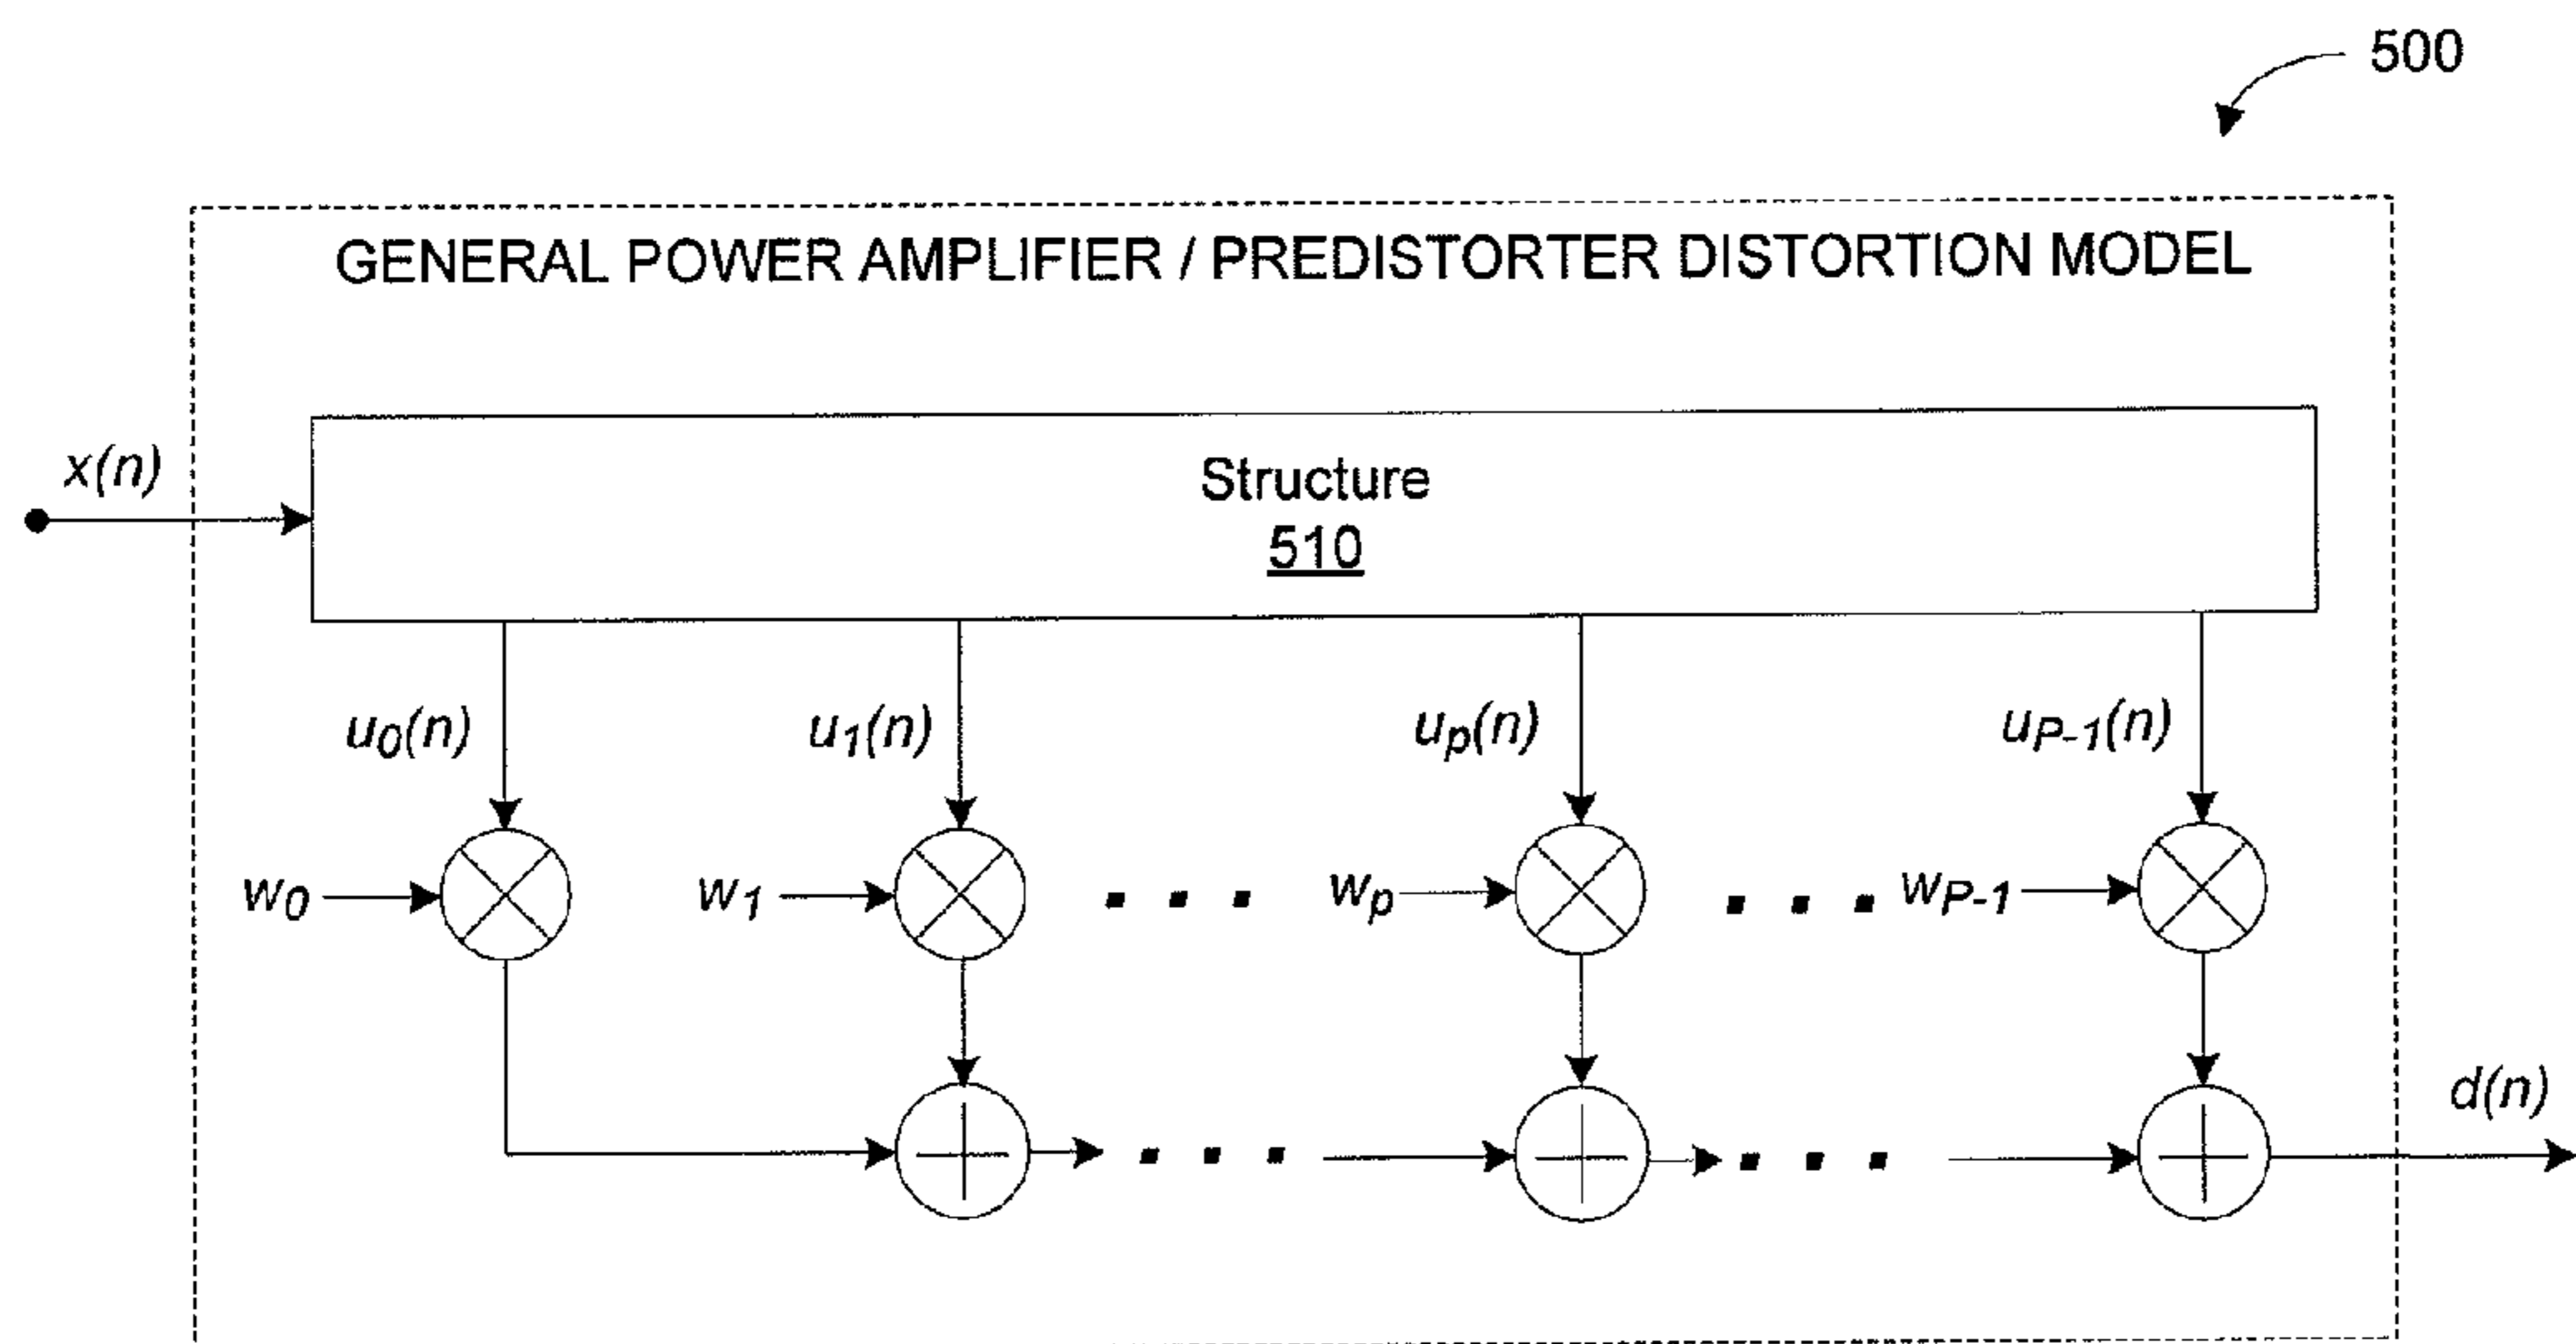 500
GENERAL POWER AMPLIFIER / PREDISTORTER DISTORTION MODEL
x(n)
Structure
510
u0(n)
u1(n)
up(n)
uP-1(n)
w0
w1
wp
wP-1
d(n)